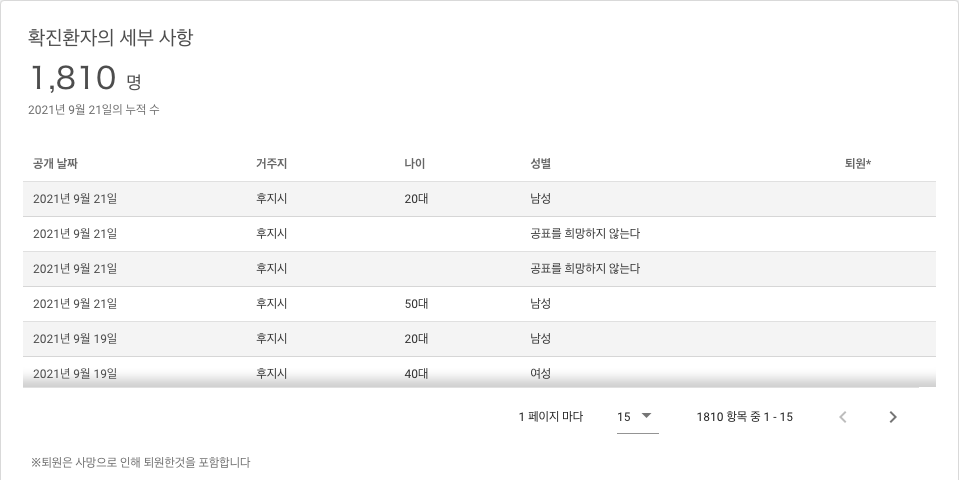 확진환자의 세부 사항
1,810 명
2021년 9월 21일의 누적 수
공개 날짜 거주지 나이 성별 퇴원*
2021년 9월 21일 후지시 20대 남성
2021년 9월 21일 후지시 공표를 희망하지 않는다
2021년 9월 21일 후지시 공표를 희망하지 않는다
2021년 9월 21일 후지시 50대 남성
2021년 9월 19일 후지시 20대 남성
2021년 9월 19일 후지시 40대 여성
1 페이지 마다 15 1810 항목 중 1 - 15
※퇴원은 사망으로 인해 퇴원한것을 포함합니다